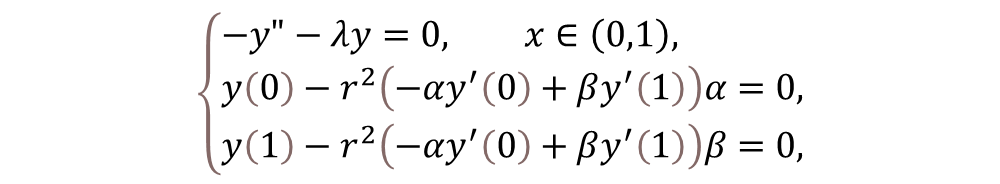 −y" − λy = 0, x ∈ (0,1),
y(0) − r²(−αy′(0) + βy′(1))α = 0,
y(1) − r²(−αy′(0) + βy′(1))β = 0,